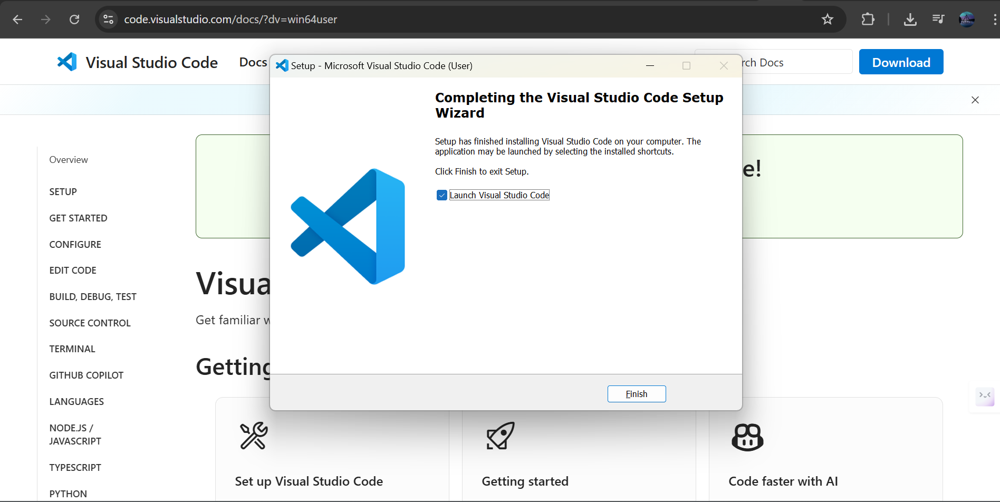 code.visualstudio.com/docs/?dv=win64user
Visual Studio Code
Docs
rch Docs
Download
Setup - Microsoft Visual Studio Code (User)
Completing the Visual Studio Code Setup
Wizard
Setup has finished installing Visual Studio Code on your computer. The
application may be launched by selecting the installed shortcuts.
Click Finish to exit Setup.
Launch Visual Studio Code
Finish
Overview
SETUP
GET STARTED
CONFIGURE
EDIT CODE
BUILD, DEBUG, TEST
SOURCE CONTROL
TERMINAL
GITHUB COPILOT
LANGUAGES
NODE.JS /
JAVASCRIPT
TYPESCRIPT
PYTHON
e!
Visua
Get familiar w
Getting
Set up Visual Studio Code
Getting started
Code faster with AI